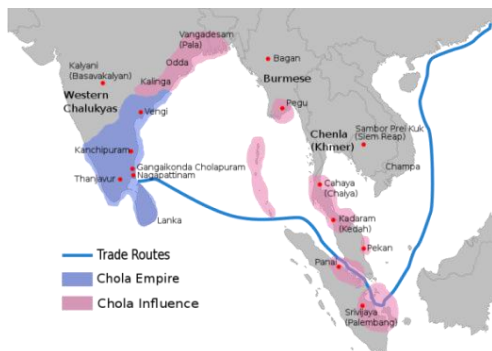 Vangadesam
(Pala)
Kalyani
(Basavakalyan)
Odda
Bagan
Kalinga
Burmese
Western
Chalukyas
Vengi
Pegu
Chenla
(Khmer)
Sambor Prei Kuk
(Siem Reap)
Kanchipuram
Champa
Gangaikonda Cholapuram
Nagapattinam
Thanjavur
Cahaya
(Chaiya)
Lanka
Kadaram
(Kedah)
Pekan
Panai
Trade Routes
Chola Empire
Chola Influence
Srivijaya
(Palembang)